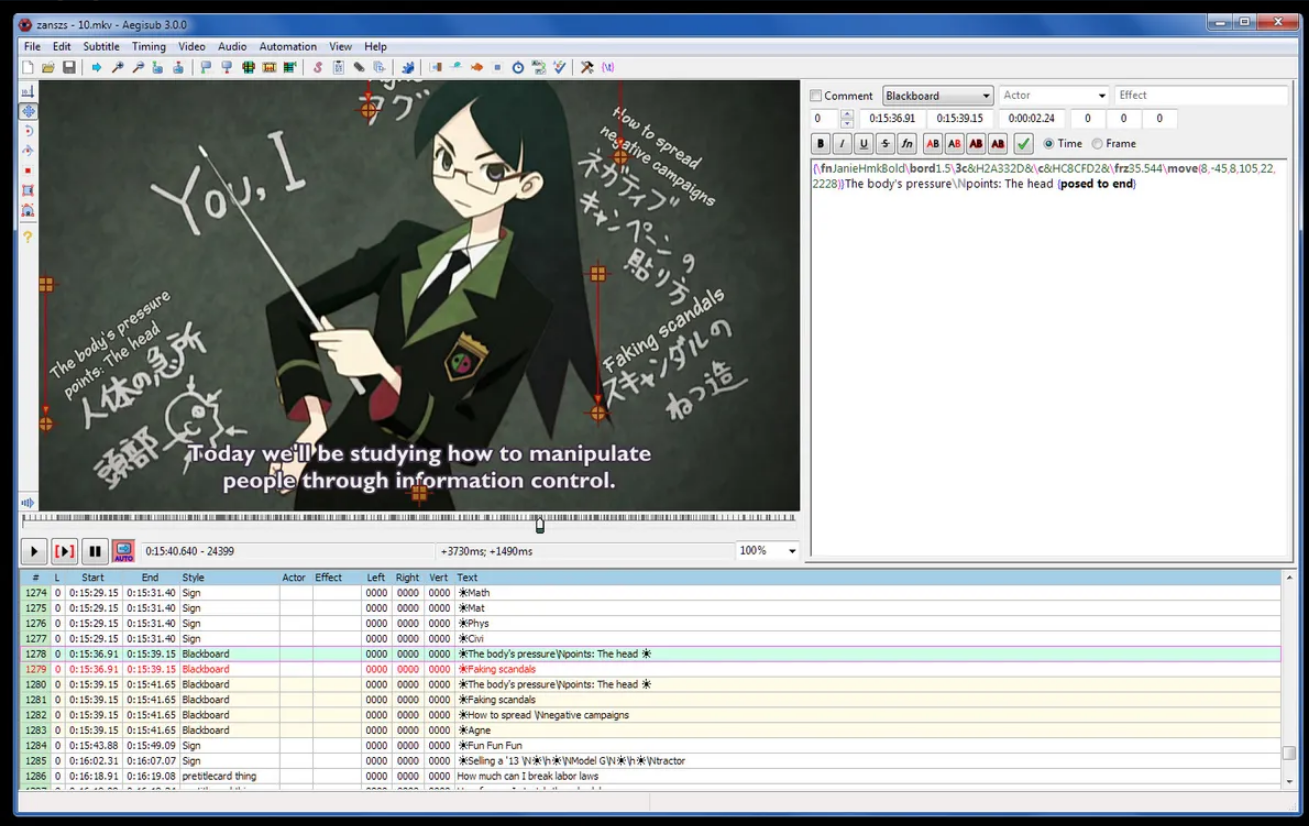 zanszs - 10.mkv - Aegisub 3.0.0
File Edit Subtitle Timing Video Audio Automation View Help
アグ
You, I
How to spread
negative campaigns
ネガティブ
キャンペーンの
貼り方
Faking scandals
スキャンダルの
ねつ造
The body's pressure
points: The head
人体の急所
頭部
Today we'll be studying how to manipulate
people through information control.
AUTO 0:15:40.640 - 24399 +3730ms; +1490ms 100%
Comment Blackboard Actor Effect
0 0:15:36.91 0:15:39.15 0:00:02.24 0 0 0
B I U S fn AB AB AB AB Time Frame
{\fnJanieHmkBold\bord1.5\3c&H2A332D&\c&HC8CFD2&\frz35.544\move(8,-45,8,105,22,
2228)}The body's pressure\Npoints: The head {posed to end}
# L Start End Style Actor Effect Left Right Vert Text
1274 0 0:15:29.15 0:15:31.40 Sign 0000 0000 0000 ☀Math
1275 0 0:15:29.15 0:15:31.40 Sign 0000 0000 0000 ☀Mat
1276 0 0:15:29.15 0:15:31.40 Sign 0000 0000 0000 ☀Phys
1277 0 0:15:29.15 0:15:31.40 Sign 0000 0000 0000 ☀Civi
1278 0 0:15:36.91 0:15:39.15 Blackboard 0000 0000 0000 ☀The body's pressure\Npoints: The head ☀
1279 0 0:15:36.91 0:15:39.15 Blackboard 0000 0000 0000 ☀Faking scandals
1280 0 0:15:39.15 0:15:41.65 Blackboard 0000 0000 0000 ☀The body's pressure\Npoints: The head ☀
1281 0 0:15:39.15 0:15:41.65 Blackboard 0000 0000 0000 ☀Faking scandals
1282 0 0:15:39.15 0:15:41.65 Blackboard 0000 0000 0000 ☀How to spread \Nnegative campaigns
1283 0 0:15:39.15 0:15:41.65 Blackboard 0000 0000 0000 ☀Agne
1284 0 0:15:43.88 0:15:49.09 Sign 0000 0000 0000 ☀Fun Fun Fun
1285 0 0:16:02.31 0:16:07.07 Sign 0000 0000 0000 ☀Selling a '13 \N☀\h☀\NModel G\N☀\h☀\Ntractor
1286 0 0:16:18.91 0:16:19.08 pretitlecard thing 0000 0000 0000 How much can I break labor laws